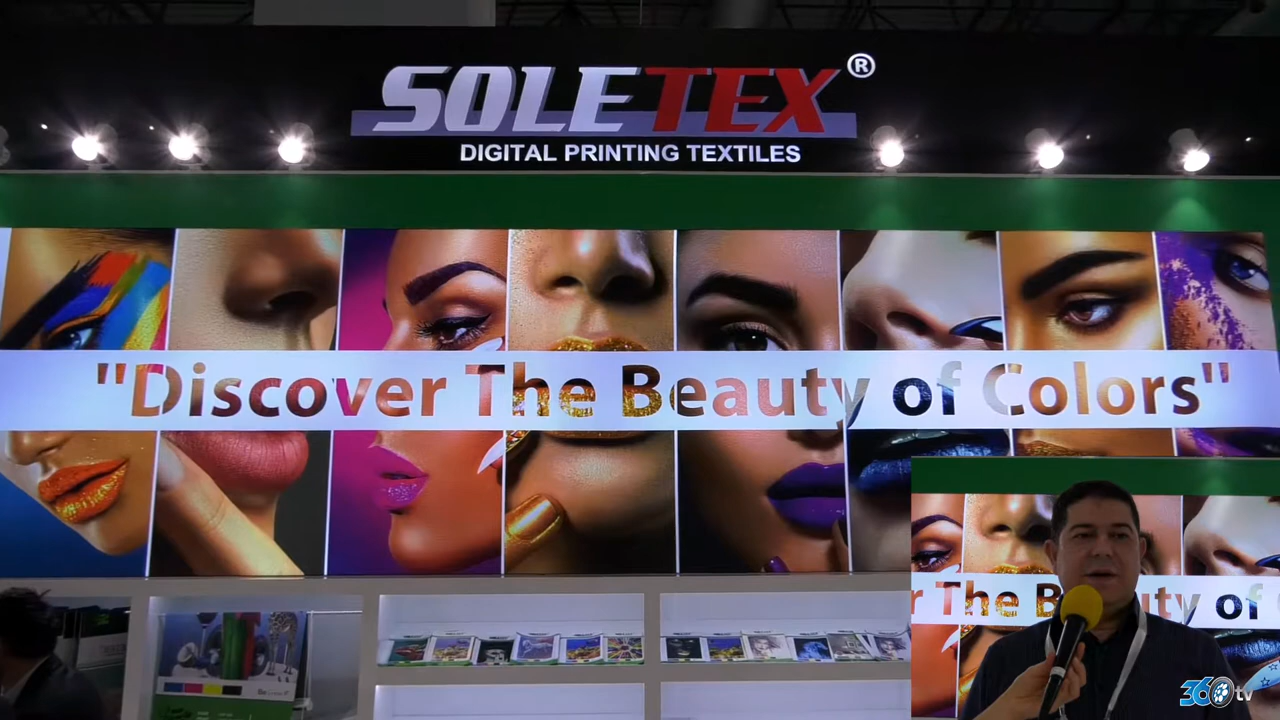 SOLETEX®
DIGITAL PRINTING TEXTILES
"Discover The Beauty of Colors"
r The B uty of
360tv